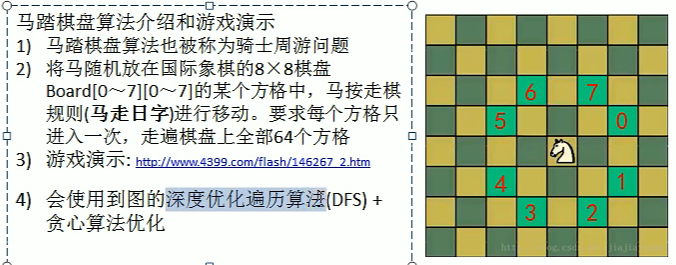 马踏棋盘算法介绍和游戏演示
1) 马踏棋盘算法也被称为骑士周游问题
2) 将马随机放在国际象棋的8×8棋盘
Board[0～7][0～7]的某个方格中，马按走棋
规则(马走日字)进行移动。要求每个方格只
进入一次，走遍棋盘上全部64个方格
3) 游戏演示: http://www.4399.com/flash/146267_2.htm
4) 会使用到图的深度优化遍历算法(DFS) +
贪心算法优化
6 7
5 0
4 1
3 2